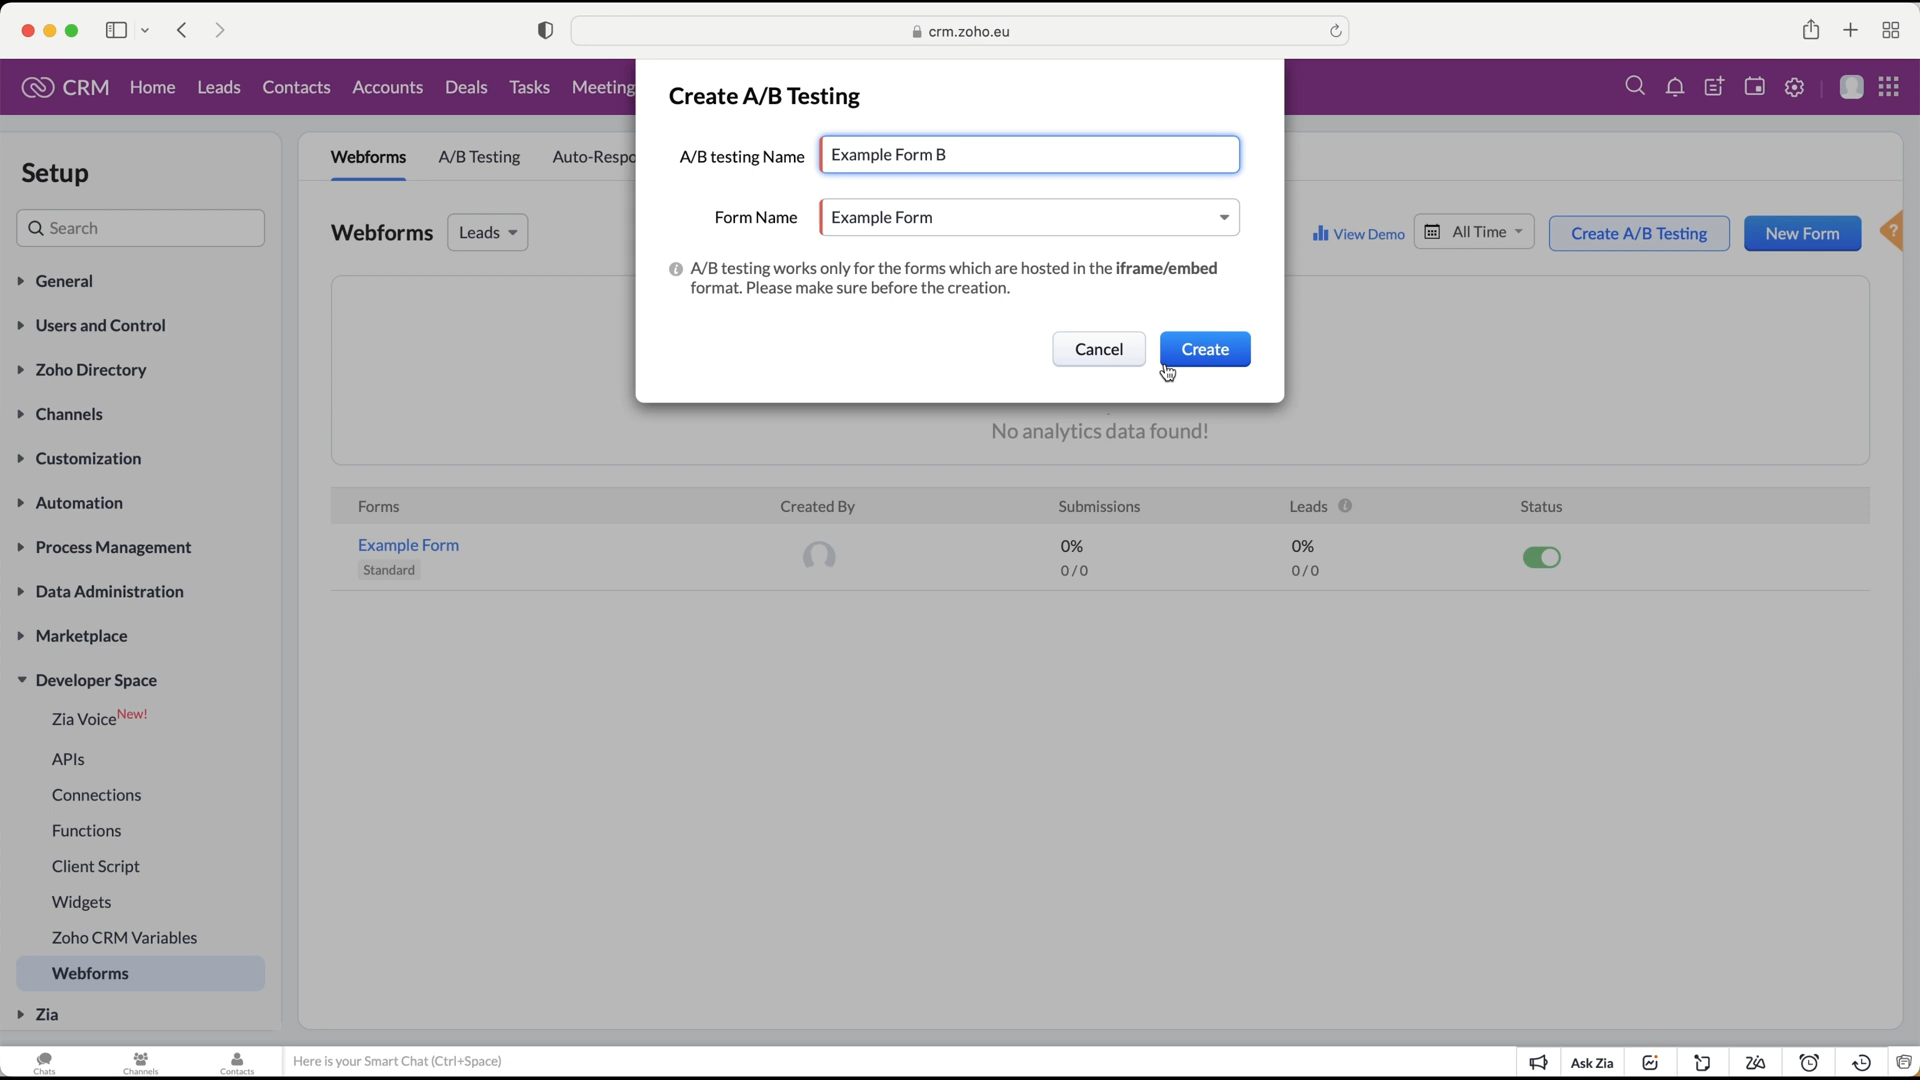 crm.zoho.eu
CRM
Home
Leads
Contacts
Accounts
Deals
Tasks
Meeting
Create A/B Testing
A/B testing Name
Example Form B
Form Name
Example Form
A/B testing works only for the forms which are hosted in the iframe/embed
format. Please make sure before the creation.
Cancel
Create
Setup
Search
General
Users and Control
Zoho Directory
Channels
Customization
Automation
Process Management
Data Administration
Marketplace
Developer Space
Zia Voice New!
APIs
Connections
Functions
Client Script
Widgets
Zoho CRM Variables
Webforms
Zia
Webforms
A/B Testing
Auto-Respo
Webforms
Leads
View Demo
All Time
Create A/B Testing
New Form
?
No analytics data found!
Forms
Created By
Submissions
Leads
Status
Example Form
Standard
0%
0 / 0
0%
0 / 0
Chats
Channels
Contacts
Here is your Smart Chat (Ctrl+Space)
Ask Zia